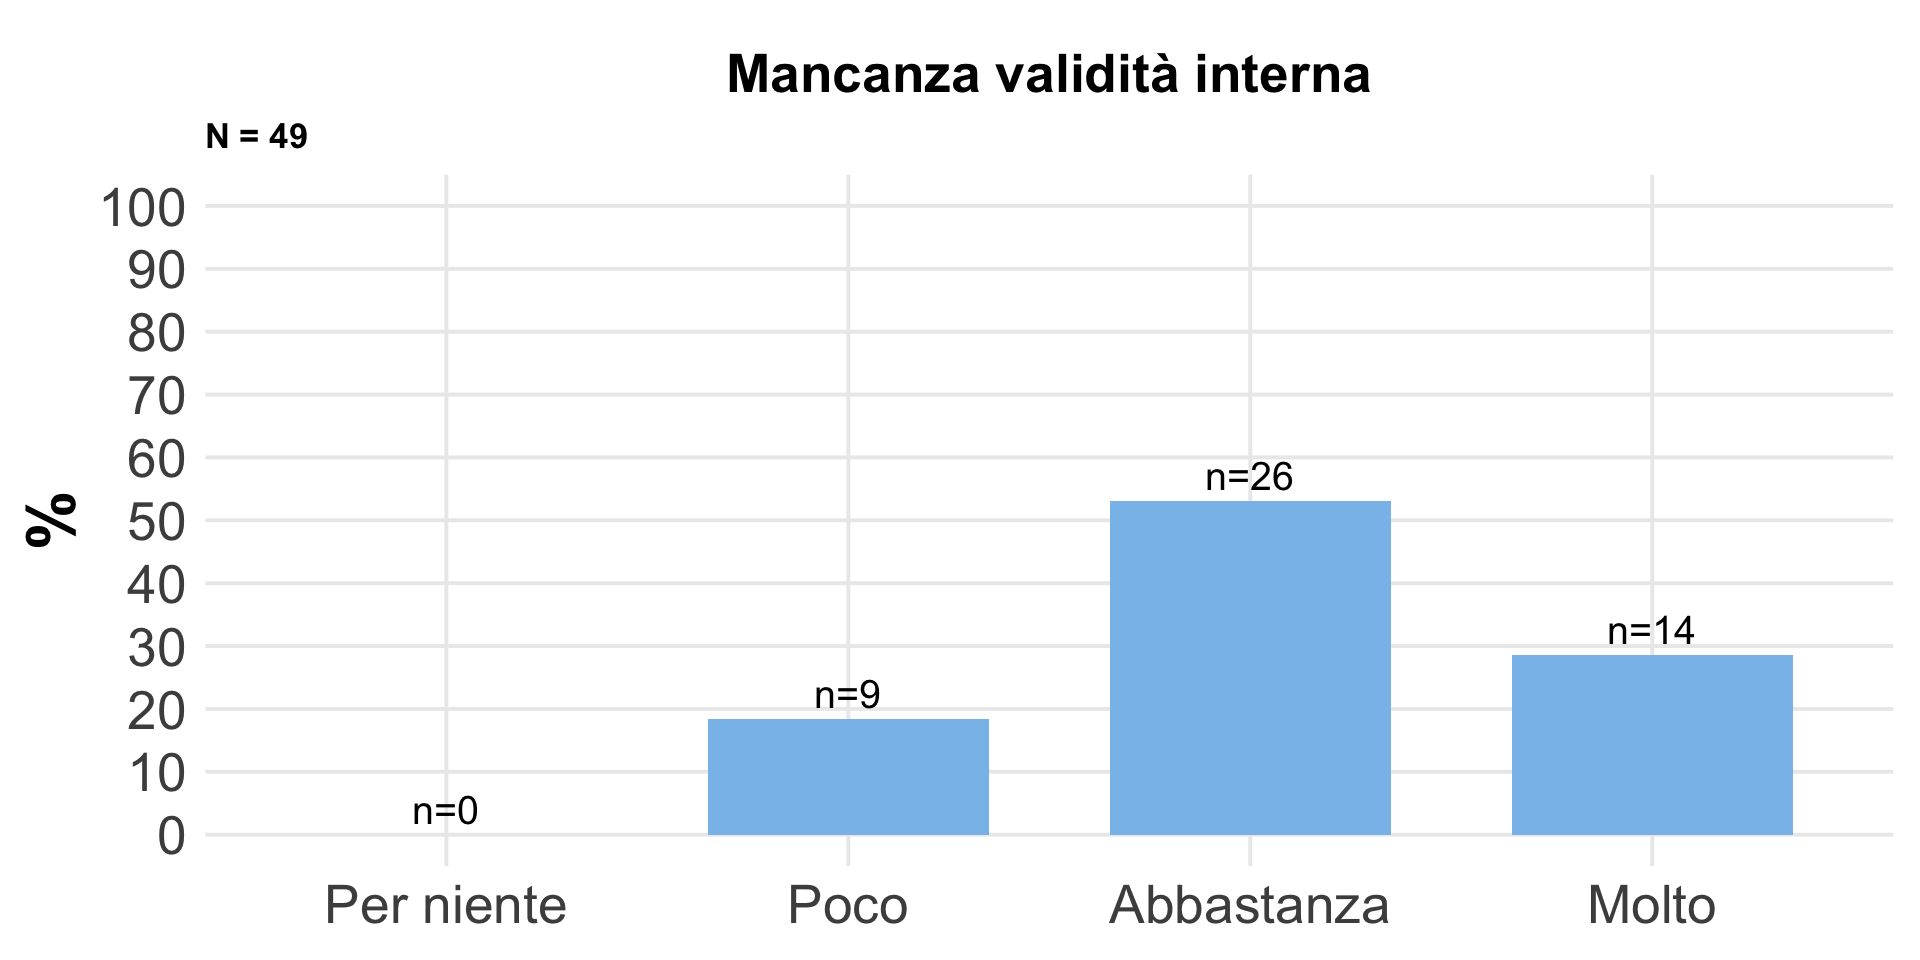 Mancanza validità interna
N = 49
100
90
80
70
60
50
40
30
20
10
0
%
n=0
n=9
n=26
n=14
Per niente
Poco
Abbastanza
Molto